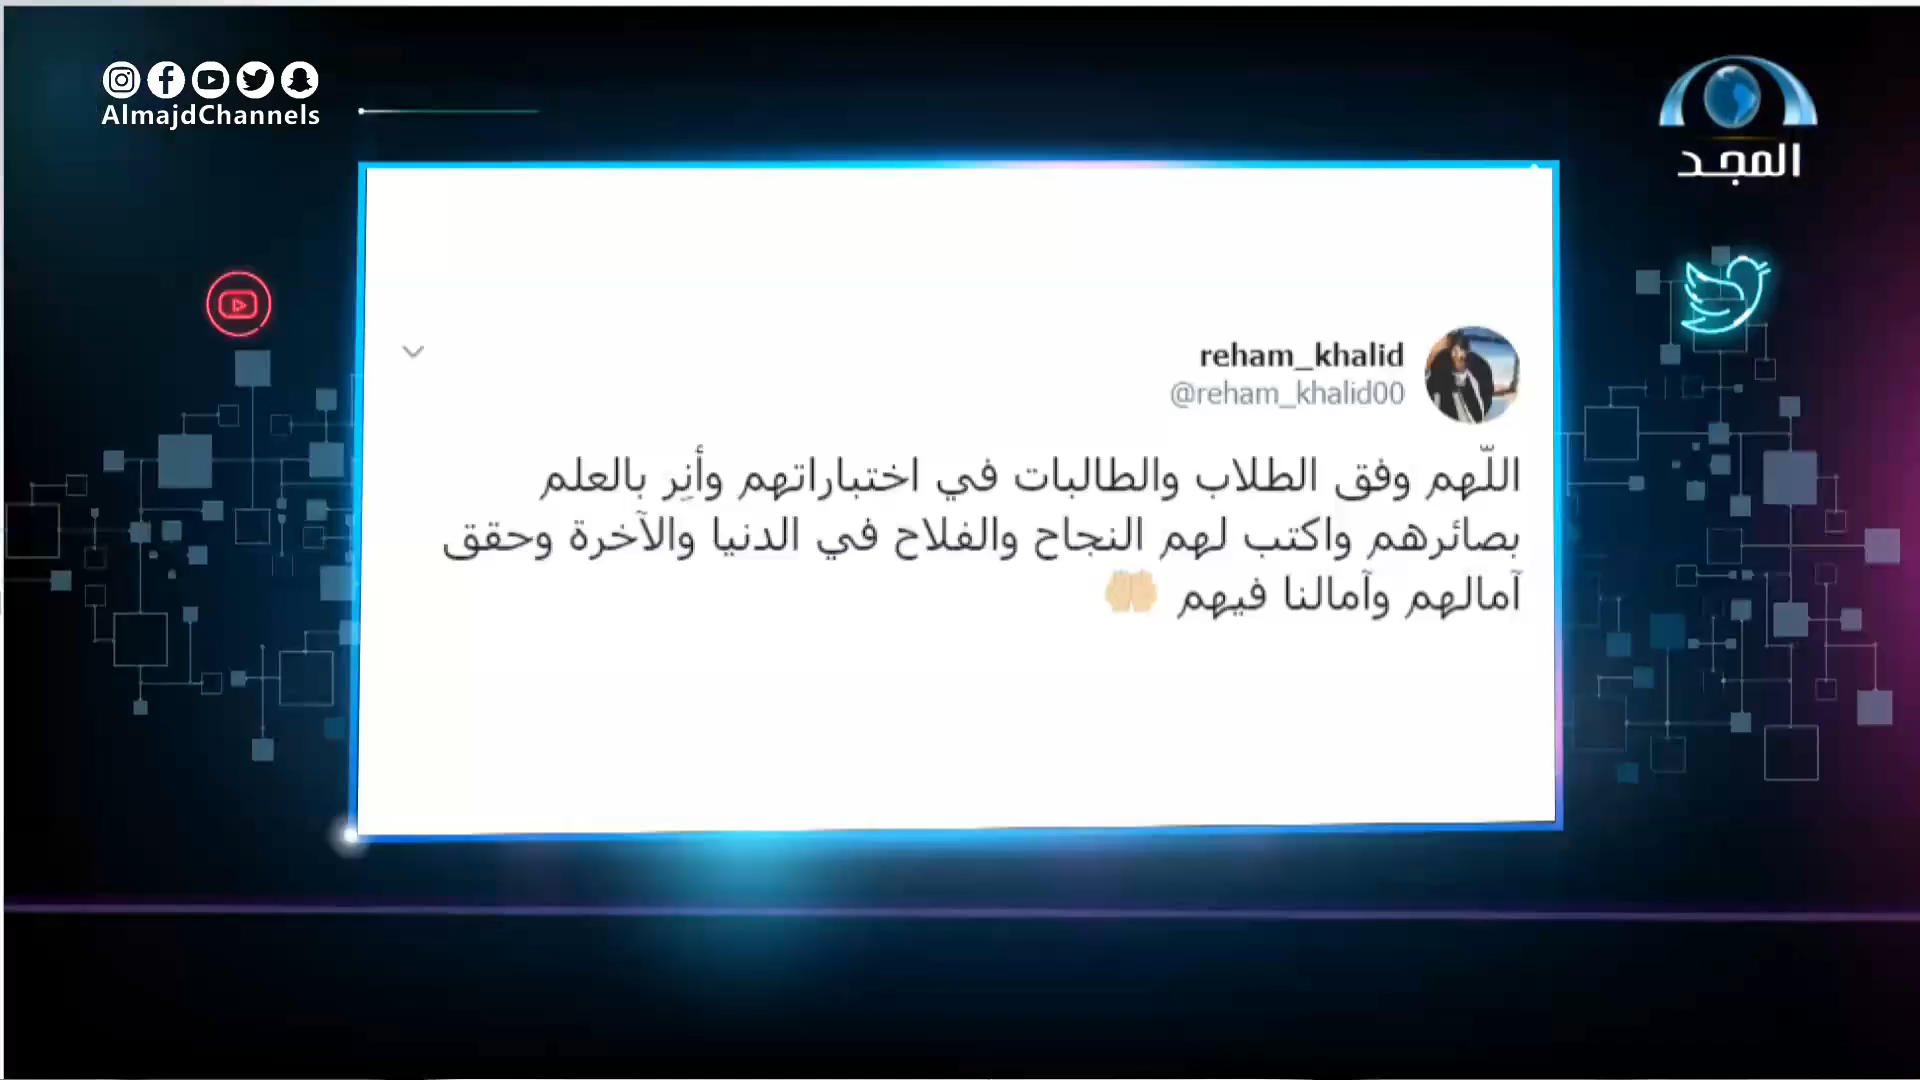 AlmajdChannels
المجد
reham_khalid
@reham_khalid00
اللّهم وفق الطلاب والطالبات في اختباراتهم وأنِر بالعلم
بصائرهم واكتب لهم النجاح والفلاح في الدنيا والآخرة وحقق
آمالهم وآمالنا فيهم 🤲🏼